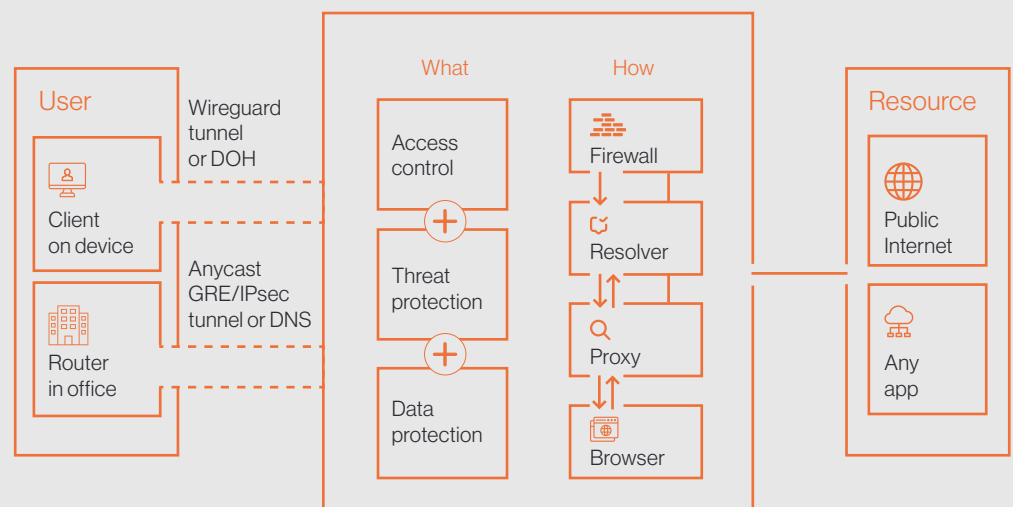 User
Client
on device
Router
in office
Wireguard
tunnel
or DOH
Anycast
GRE/IPsec
tunnel or DNS
What
Access
control
Threat
protection
Data
protection
How
Firewall
Resolver
Proxy
Browser
Resource
Public
Internet
Any
app